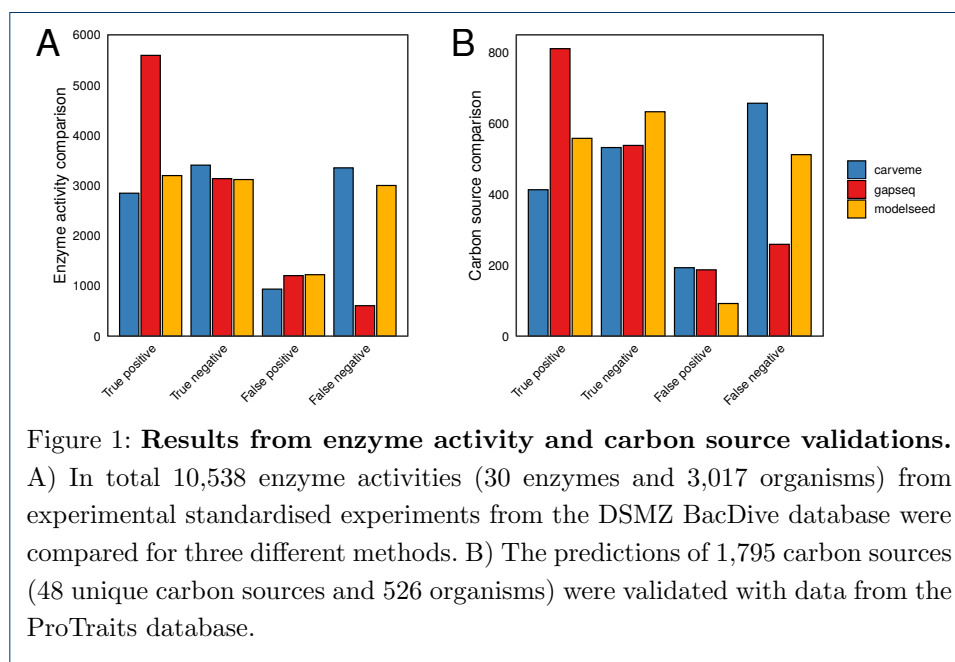 A
B
6000
5000
4000
3000
2000
1000
0
Enzyme activity comparison
True positive
True negative
False positive
False negative
800
600
400
200
0
Carbon source comparison
True positive
True negative
False positive
False negative
carveme
gapseq
modelseed
Figure 1: Results from enzyme activity and carbon source validations.
A) In total 10,538 enzyme activities (30 enzymes and 3,017 organisms) from
experimental standardised experiments from the DSMZ BacDive database were
compared for three different methods. B) The predictions of 1,795 carbon sources
(48 unique carbon sources and 526 organisms) were validated with data from the
ProTraits database.